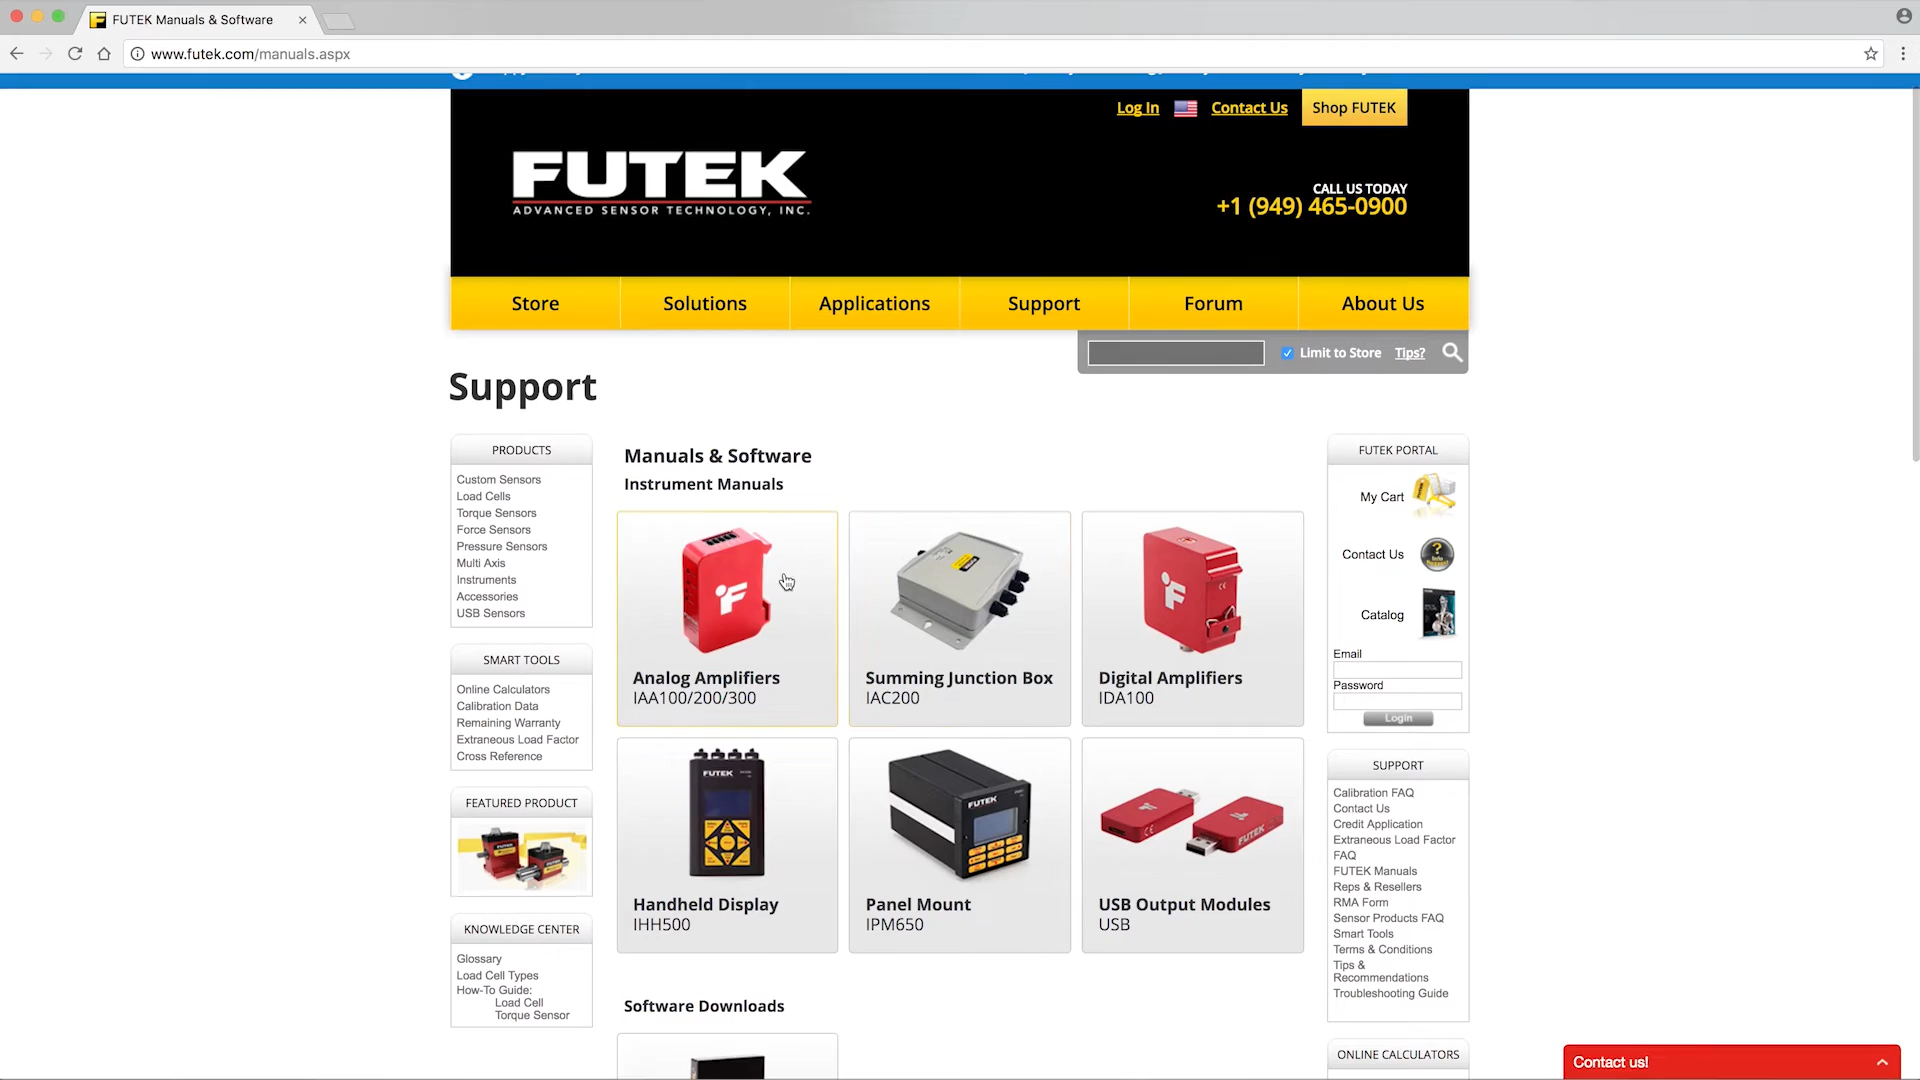 FUTEK Manuals & Software
www.futek.com/manuals.aspx
Log In
Contact Us
Shop FUTEK
FUTEK
ADVANCED SENSOR TECHNOLOGY, INC.
CALL US TODAY
+1 (949) 465-0900
Store
Solutions
Applications
Support
Forum
About Us
Limit to Store
Tips?
Support
PRODUCTS
Custom Sensors
Load Cells
Torque Sensors
Force Sensors
Pressure Sensors
Multi Axis
Instruments
Accessories
USB Sensors
SMART TOOLS
Online Calculators
Calibration Data
Remaining Warranty
Extraneous Load Factor
Cross Reference
FEATURED PRODUCT
KNOWLEDGE CENTER
Glossary
Load Cell Types
How-To Guide:
Load Cell
Torque Sensor
Manuals & Software
Instrument Manuals
Analog Amplifiers
IAA100/200/300
Summing Junction Box
IAC200
Digital Amplifiers
IDA100
FUTEK
Handheld Display
IHH500
FUTEK
Panel Mount
IPM650
FUTEK
USB Output Modules
USB
Software Downloads
FUTEK PORTAL
My Cart
Contact Us
Catalog
Email
Password
Login
SUPPORT
Calibration FAQ
Contact Us
Credit Application
Extraneous Load Factor
FAQ
FUTEK Manuals
Reps & Resellers
RMA Form
Sensor Products FAQ
Smart Tools
Terms & Conditions
Tips &
Recommendations
Troubleshooting Guide
ONLINE CALCULATORS
Contact us!